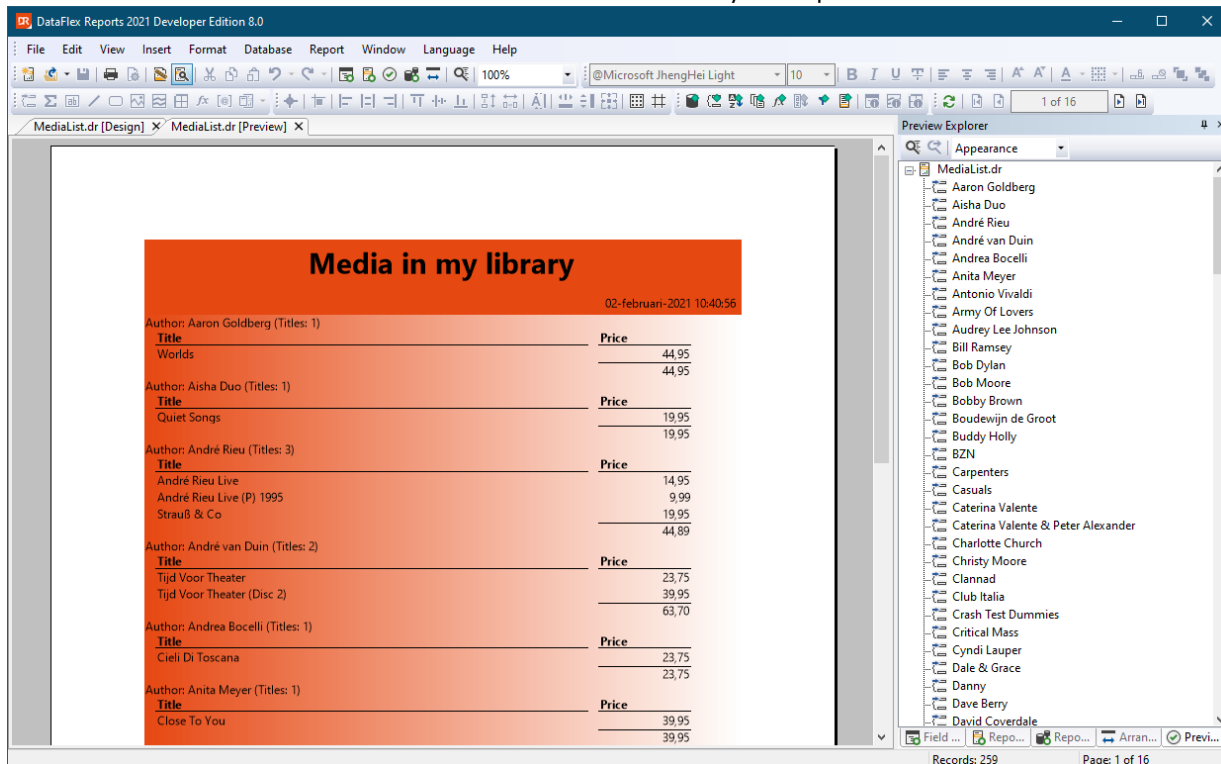 DataFlex Reports 2021 Developer Edition 8.0
File Edit View Insert Format Database Report Window Language Help
100% @Microsoft JhengHei Light 10 B I U
1 of 16
MediaList.dr [Design] X MediaList.dr [Preview] X
Media in my library
02-februari-2021 10:40:56
Author: Aaron Goldberg (Titles: 1)
Title Price
Worlds 44,95
44,95
Author: Aisha Duo (Titles: 1)
Title Price
Quiet Songs 19,95
19,95
Author: André Rieu (Titles: 3)
Title Price
André Rieu Live 14,95
André Rieu Live (P) 1995 9,99
Strauß & Co 19,95
44,89
Author: André van Duin (Titles: 2)
Title Price
Tijd Voor Theater 23,75
Tijd Voor Theater (Disc 2) 39,95
63,70
Author: Andrea Bocelli (Titles: 1)
Title Price
Cieli Di Toscana 23,75
23,75
Author: Anita Meyer (Titles: 1)
Title Price
Close To You 39,95
39,95
Preview Explorer
Appearance
MediaList.dr
Aaron Goldberg
Aisha Duo
André Rieu
André van Duin
Andrea Bocelli
Anita Meyer
Antonio Vivaldi
Army Of Lovers
Audrey Lee Johnson
Bill Ramsey
Bob Dylan
Bob Moore
Bobby Brown
Boudewijn de Groot
Buddy Holly
BZN
Carpenters
Casuals
Caterina Valente
Caterina Valente & Peter Alexander
Charlotte Church
Christy Moore
Clannad
Club Italia
Crash Test Dummies
Critical Mass
Cyndi Lauper
Dale & Grace
Danny
Dave Berry
David Coverdale
Field ... Repo... Repo... Arran... Previ...
Records: 259 Page: 1 of 16